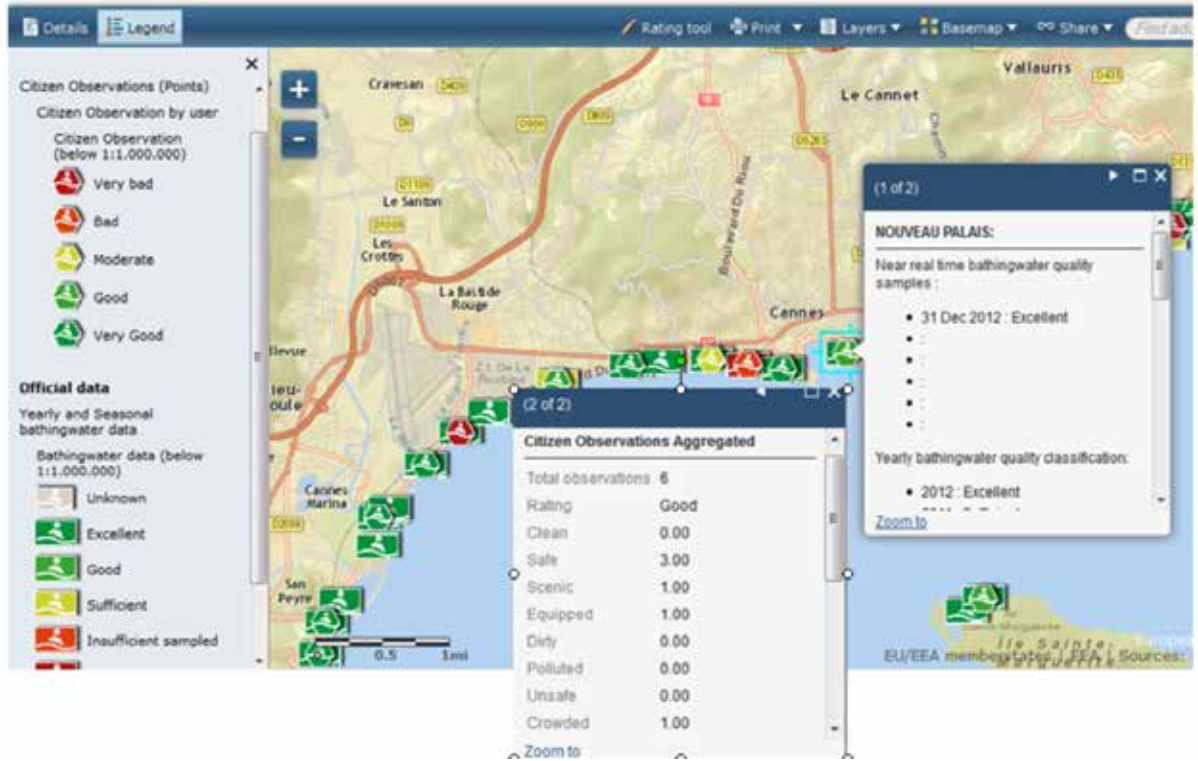 Details Legend Rating tool Print Layers Basemap Share
Citizen Observations (Points)
Citizen Observation by user
Citizen Observation
(below 1:1.000.000)
Very bad
Bad
Moderate
Good
Very Good
Official data
Yearly and Seasonal
bathingwater data
Bathingwater data (below
1:1.000.000)
Unknown
Excellent
Good
Sufficient
Insufficient sampled
Cravesan
Vallauris
Le Cannet
Le Santon
Les
Crottes
La Bastide
Rouge
Boulevard Du Riou
Cannes
Cannes
Marina
San
Peyre
0.5 1mi
(1 of 2)
NOUVEAU PALAIS:
Near real time bathingwater quality
samples :
• 31 Dec 2012 : Excellent
• :
• :
• :
• :
• :
Yearly bathingwater quality classification:
• 2012 : Excellent
Zoom to
(2 of 2)
Citizen Observations Aggregated
Total observations 6
Rating Good
Clean 0.00
Safe 3.00
Scenic 1.00
Equipped 1.00
Dirty 0.00
Polluted 0.00
Unsafe 0.00
Crowded 1.00
Zoom to
Île Sainte
EU/EEA memberstates | EEA | Sources: